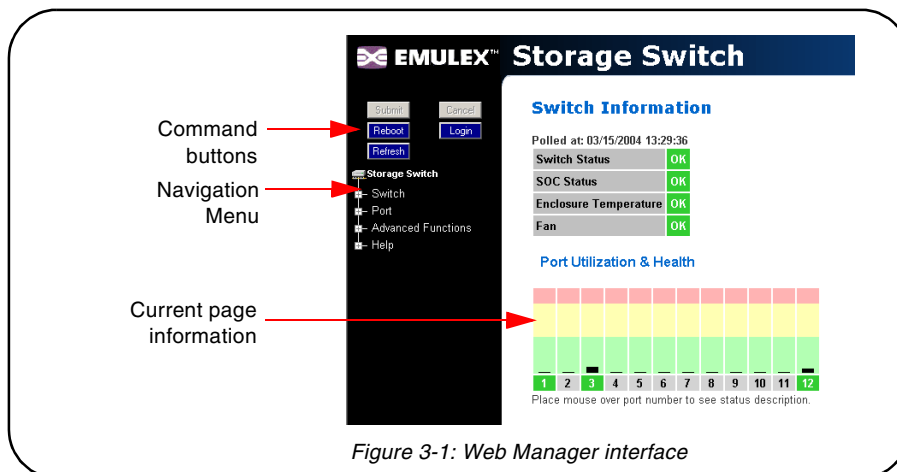 EMULEX™
Storage Switch
Submit
Cancel
Reboot
Login
Refresh
Storage Switch
Switch
Port
Advanced Functions
Help
Switch Information
Polled at: 03/15/2004 13:29:36
Switch Status OK
SOC Status OK
Enclosure Temperature OK
Fan OK
Port Utilization & Health
1 2 3 4 5 6 7 8 9 10 11 12
Place mouse over port number to see status description.
Command
buttons
Navigation
Menu
Current page
information
Figure 3-1: Web Manager interface